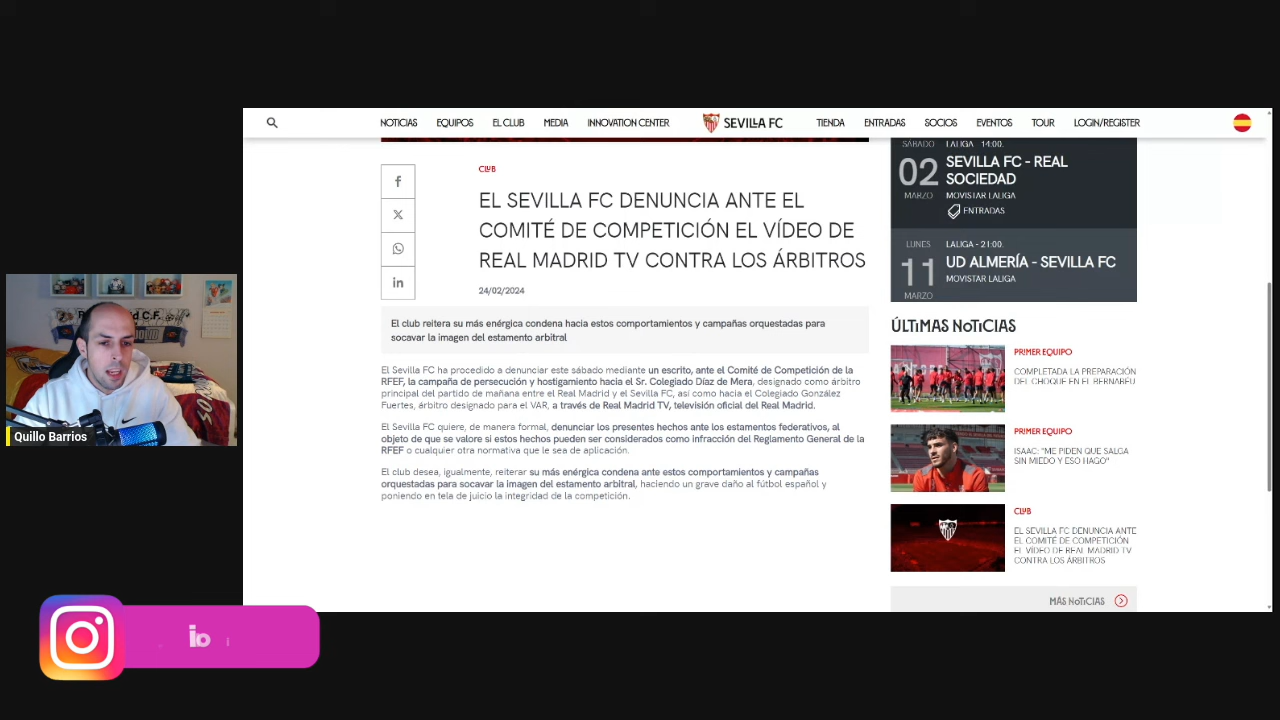 NOTICIAS EQUIPOS EL CLUB MEDIA INNOVATION CENTER SEVILLA FC TIENDA ENTRADAS SOCIOS EVENTOS TOUR LOGIN/REGISTER
CLUB
EL SEVILLA FC DENUNCIA ANTE EL
COMITÉ DE COMPETICIÓN EL VÍDEO DE
REAL MADRID TV CONTRA LOS ÁRBITROS
24/02/2024
El club reitera su más enérgica condena hacia estos comportamientos y campañas orquestadas para
socavar la imagen del estamento arbitral
El Sevilla FC ha procedido a denunciar este sábado mediante un escrito, ante el Comité de Competición de la
RFEF, la campaña de persecución y hostigamiento hacia el Sr. Colegiado Díaz de Mera, designado como árbitro
principal del partido de mañana entre el Real Madrid y el Sevilla FC, así como hacia el Colegiado González
Fuertes, árbitro designado para el VAR, a través de Real Madrid TV, televisión oficial del Real Madrid.
El Sevilla FC quiere, de manera formal, denunciar los presentes hechos ante los estamentos federativos, al
objeto de que se valore si estos hechos pueden ser considerados como infracción del Reglamento General de la
RFEF o cualquier otra normativa que le sea de aplicación.
El club desea, igualmente, reiterar su más enérgica condena ante estos comportamientos y campañas
orquestadas para socavar la imagen del estamento arbitral, haciendo un grave daño al fútbol español y
poniendo en tela de juicio la integridad de la competición.
SÁBADO
02
MARZO
LALIGA - 14:00.
SEVILLA FC - REAL
SOCIEDAD
MOVISTAR LALIGA
ENTRADAS
LUNES
11
MARZO
LALIGA - 21:00.
UD ALMERÍA - SEVILLA FC
MOVISTAR LALIGA
ÚLTIMAS NOTICIAS
PRIMER EQUIPO
COMPLETADA LA PREPARACIÓN
DEL CHOQUE EN EL BERNABÉU
PRIMER EQUIPO
ISAAC: "ME PIDEN QUE SALGA
SIN MIEDO Y ESO HAGO"
CLUB
EL SEVILLA FC DENUNCIA ANTE
EL COMITÉ DE COMPETICIÓN
EL VÍDEO DE REAL MADRID TV
CONTRA LOS ÁRBITROS
MÁS NOTICIAS
Quillo Barrios
io